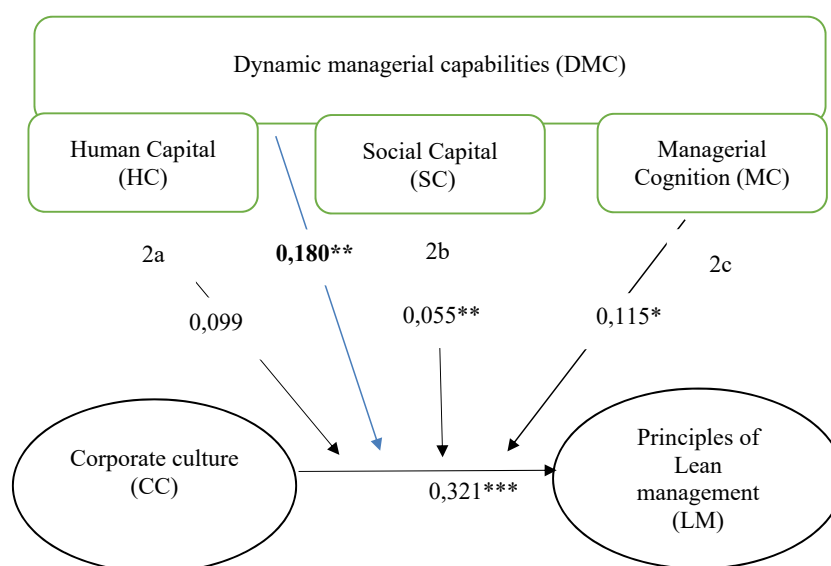 Dynamic managerial capabilities (DMC)
Human Capital
(HC)
Social Capital
(SC)
Managerial
Cognition (MC)
2a
0,180**
2b
2c
0,099
0,055**
0,115*
Corporate culture
(CC)
0,321***
Principles of
Lean
management
(LM)